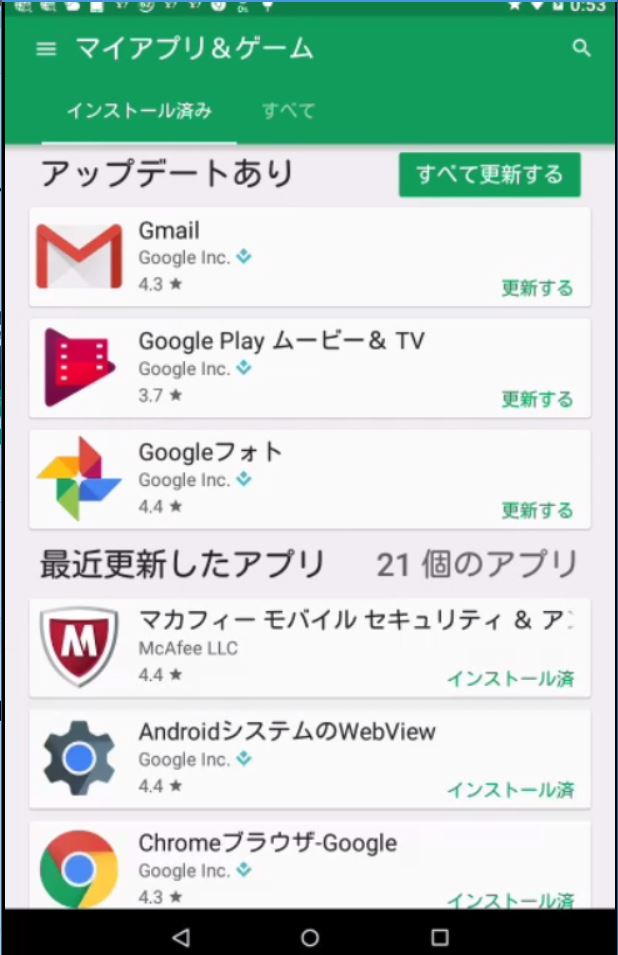 0:53
マイアプリ＆ゲーム
インストール済み すべて
アップデートあり すべて更新する
Gmail
Google Inc.
4.3 ★
更新する
Google Play ムービー＆ TV
Google Inc.
3.7 ★
更新する
Googleフォト
Google Inc.
4.4 ★
更新する
最近更新したアプリ 21 個のアプリ
マカフィー モバイル セキュリティ ＆ ア
McAfee LLC
4.4 ★
インストール済
AndroidシステムのWebView
Google Inc.
4.4 ★
インストール済
Chromeブラウザ-Google
Google Inc.
4.3 ★
インストール済